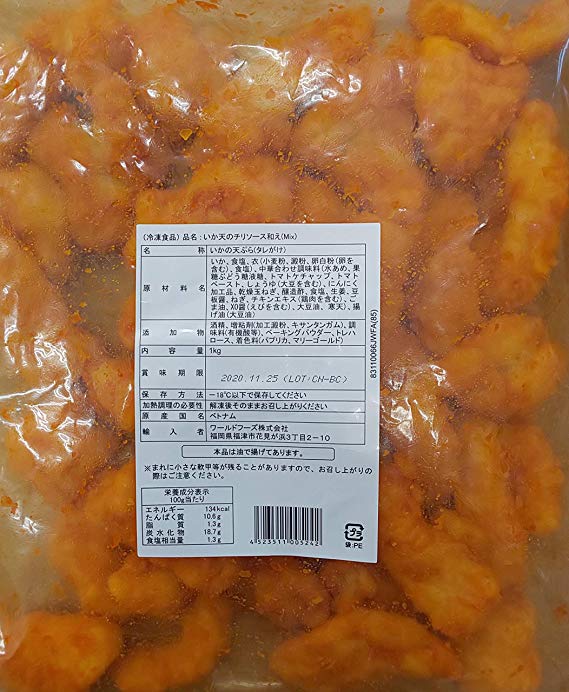 (冷凍食品) 品名:いか天のチリソース和え(Mix)
名 称 いかの天ぷら(タレがけ)
原 材 料 名 いか、食塩、衣(小麦粉、澱粉、卵白粉(卵を
含む)、食塩)、中華合わせ調味料(水あめ、果
糖ぶどう糖液糖、トマトケチャップ、トマト
ペースト、しょうゆ(大豆を含む)、にんにく
加工品、乾燥玉ねぎ、醸造酢、食塩、生姜、豆
板醤、ねぎ、チキンエキス(鶏肉を含む)、ご
ま油、XO醤(えびを含む)、大豆油、寒天)、揚
げ油(大豆油)
添 加 物 酒精、増粘剤(加工澱粉、キサンタンガム)、調
味料(有機酸等)、ベーキングパウダー、トレハ
ロース、着色料(パプリカ、マリーゴールド)
内 容 量 1kg
賞 味 期 限 2020.11.25 (LOT:CN-BC)
保 存 方 法 -18℃以下で保存してください
加熱調理の必要性 解凍後そのままお召し上がりください
原 産 国 名 ベトナム
輸 入 者 ワールドフーズ株式会社
福岡県福津市花見が浜3丁目2-10
本品は油で揚げてあります。
※まれに小さな軟甲等が残ることがありますので、お召し上がりの
際はご注意ください。
栄養成分表示
100g当たり
エネルギー 134kcal
たんぱく質 10.6g
脂 質 1.3g
炭水化物 18.7g
食塩相当量 1.3g
4523511005242
プラ
袋:PE
83110066JWFA(85)